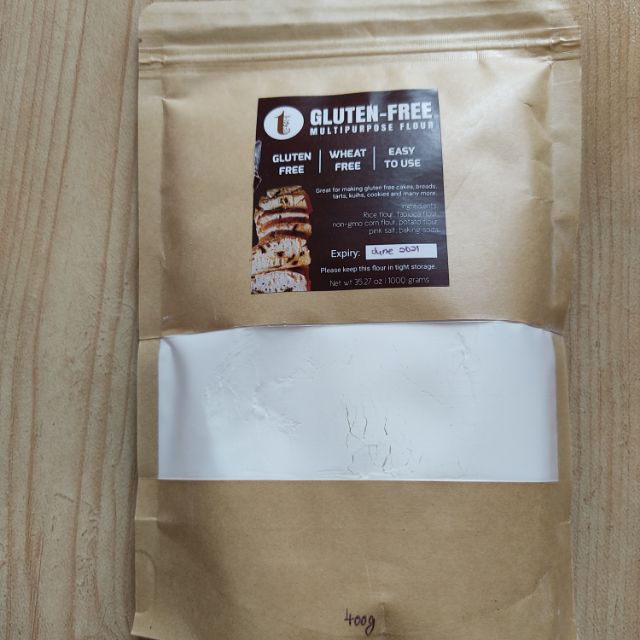 t
GLUTEN-FREE
MULTIPURPOSE FLOUR
GLUTEN FREE | WHEAT FREE | EASY TO USE
Great for making gluten free cakes, breads,
tarts, kuihs, cookies and many more.
Ingredients:
Rice flour, tapioca flour,
non-gmo corn flour, potato flour,
pink salt, baking soda
Expiry: June 2021
Please keep this flour in tight storage.
Net wt 35.27 oz | 1000 grams
400g